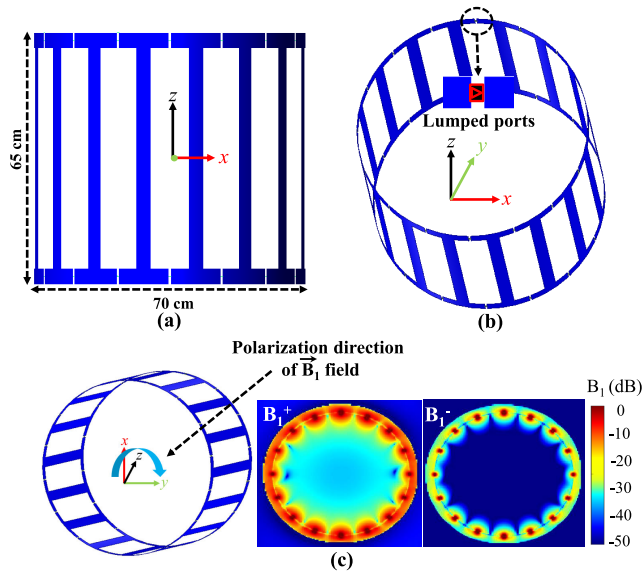 65 cm
z
x
70 cm
(a)
Lumped ports
z
y
x
(b)
Polarization direction
of B₁ field
x
z
y
B₁⁺
B₁⁻
B₁ (dB)
0
-10
-20
-30
-40
-50
(c)